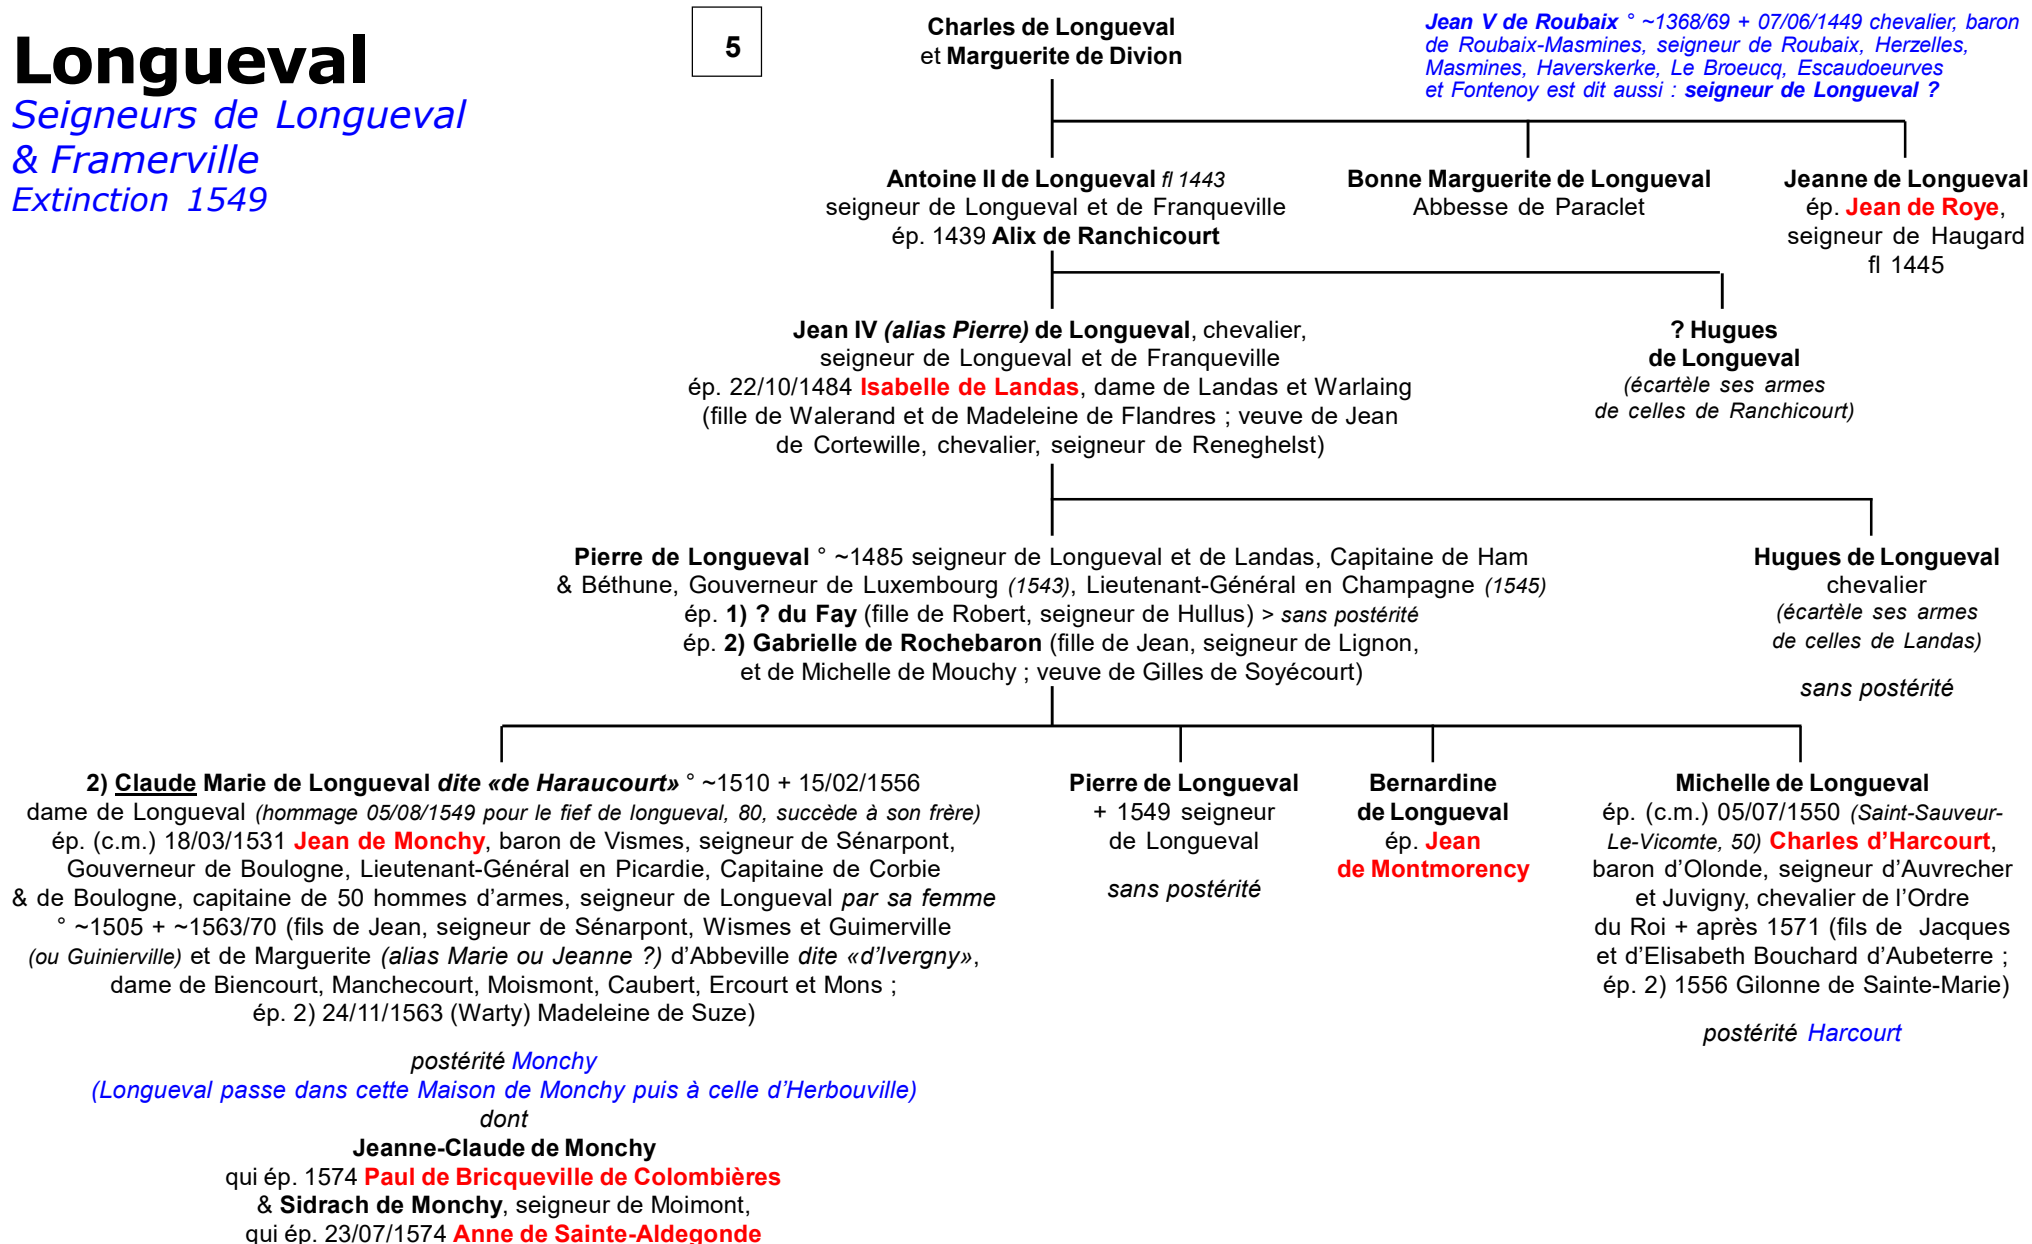 Longueval
Seigneurs de Longueval
& Framerville
Extinction 1549
5
Charles de Longueval
et Marguerite de Divion
Jean V de Roubaix ° ~1368/69 + 07/06/1449 chevalier, baron
de Roubaix-Masmines, seigneur de Roubaix, Herzelles,
Masmines, Haverskerke, Le Broeucq, Escaudoeurves
et Fontenoy est dit aussi : seigneur de Longueval ?
Antoine II de Longueval fl 1443
seigneur de Longueval et de Franqueville
ép. 1439 Alix de Ranchicourt
Bonne Marguerite de Longueval
Abbesse de Paraclet
Jeanne de Longueval
ép. Jean de Roye,
seigneur de Haugard
fl 1445
Jean IV (alias Pierre) de Longueval, chevalier,
seigneur de Longueval et de Franqueville
ép. 22/10/1484 Isabelle de Landas, dame de Landas et Warlaing
(fille de Walerand et de Madeleine de Flandres ; veuve de Jean
de Cortewille, chevalier, seigneur de Reneghelst)
? Hugues
de Longueval
(écartèle ses armes
de celles de Ranchicourt)
Pierre de Longueval ° ~1485 seigneur de Longueval et de Landas, Capitaine de Ham
& Béthune, Gouverneur de Luxembourg (1543), Lieutenant-Général en Champagne (1545)
ép. 1) ? du Fay (fille de Robert, seigneur de Hullus) > sans postérité
ép. 2) Gabrielle de Rochebaron (fille de Jean, seigneur de Lignon,
et de Michelle de Mouchy ; veuve de Gilles de Soyécourt)
Hugues de Longueval
chevalier
(écartèle ses armes
de celles de Landas)
sans postérité
2) Claude Marie de Longueval dite «de Haraucourt» ° ~1510 + 15/02/1556
dame de Longueval (hommage 05/08/1549 pour le fief de longueval, 80, succède à son frère)
ép. (c.m.) 18/03/1531 Jean de Monchy, baron de Vismes, seigneur de Sénarpont,
Gouverneur de Boulogne, Lieutenant-Général en Picardie, Capitaine de Corbie
& de Boulogne, capitaine de 50 hommes d'armes, seigneur de Longueval par sa femme
° ~1505 + ~1563/70 (fils de Jean, seigneur de Sénarpont, Wismes et Guimerville
(ou Guinierville) et de Marguerite (alias Marie ou Jeanne ?) d'Abbeville dite «d'Ivergny»,
dame de Biencourt, Manchecourt, Moismont, Caubert, Ercourt et Mons ;
ép. 2) 24/11/1563 (Warty) Madeleine de Suze)
postérité Monchy
(Longueval passe dans cette Maison de Monchy puis à celle d'Herbouville)
dont
Jeanne-Claude de Monchy
qui ép. 1574 Paul de Bricqueville de Colombières
& Sidrach de Monchy, seigneur de Moimont,
qui ép. 23/07/1574 Anne de Sainte-Aldegonde
Pierre de Longueval
+ 1549 seigneur
de Longueval
sans postérité
Bernardine
de Longueval
ép. Jean
de Montmorency
Michelle de Longueval
ép. (c.m.) 05/07/1550 (Saint-Sauveur-
Le-Vicomte, 50) Charles d'Harcourt,
baron d'Olonde, seigneur d'Auvrecher
et Juvigny, chevalier de l'Ordre
du Roi + après 1571 (fils de Jacques
et d'Elisabeth Bouchard d'Aubeterre ;
ép. 2) 1556 Gilonne de Sainte-Marie)
postérité Harcourt